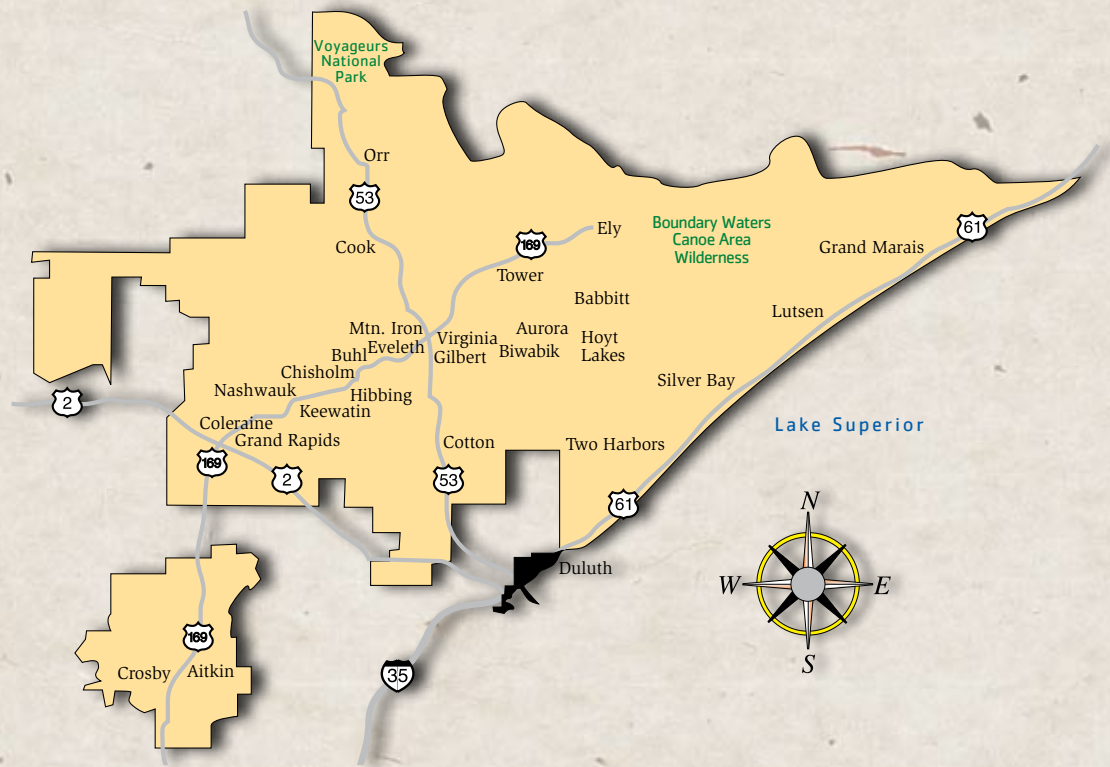 Voyageurs
National
Park
Orr
53
61
Ely
Boundary Waters
Canoe Area
Wilderness
169
Cook
Grand Marais
Tower
Babbitt
Lutsen
Mtn. Iron
Virginia
Aurora
Hoyt
Lakes
Eveleth
Gilbert
Biwabik
Buhl
Chisholm
Silver Bay
Nashwauk
Hibbing
2
Keewatin
Coleraine
Lake Superior
Grand Rapids
Cotton
Two Harbors
169
2
53
61
N
Duluth
W
E
169
S
Crosby
Aitkin
35